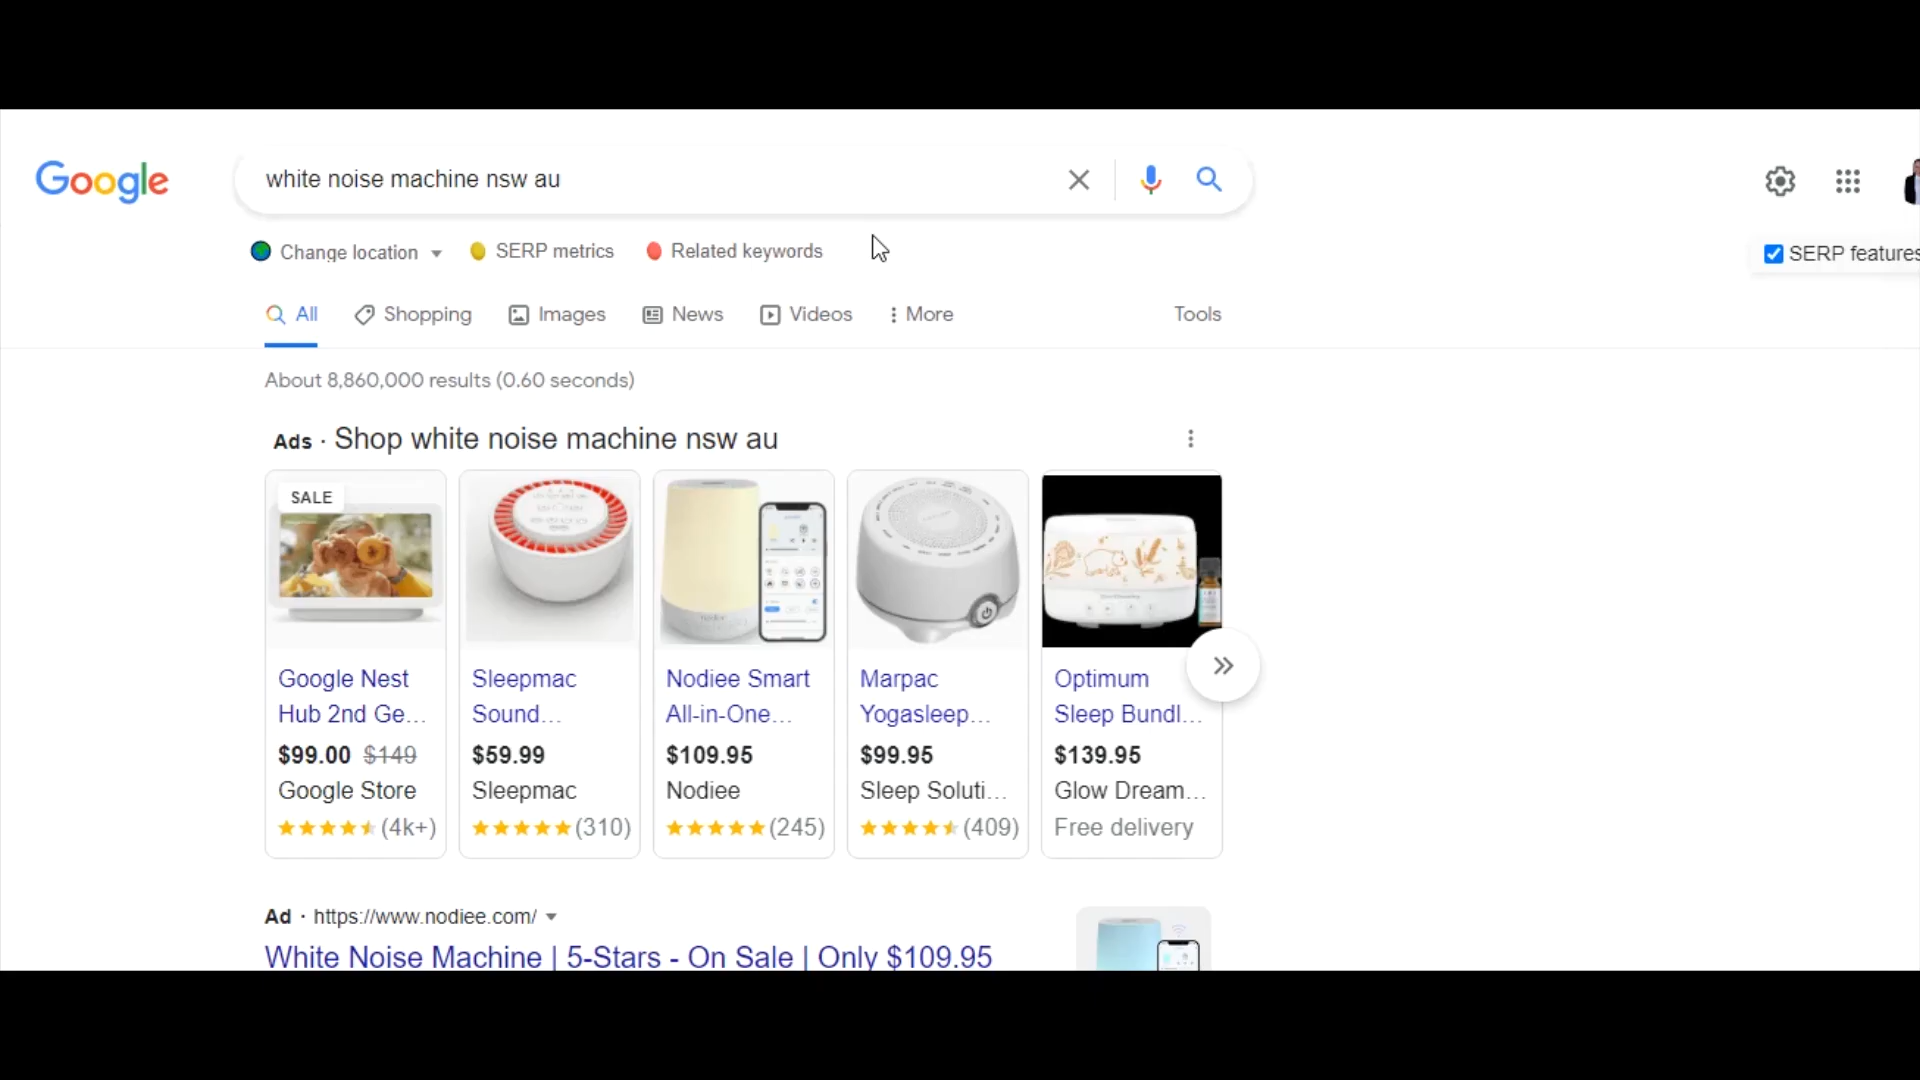 Google
white noise machine nsw au
Change location
SERP metrics
Related keywords
SERP features
All
Shopping
Images
News
Videos
More
Tools
About 8,860,000 results (0.60 seconds)
Ads · Shop white noise machine nsw au
SALE
Google Nest
Hub 2nd Ge...
$99.00 $149
Google Store
(4k+)
Sleepmac
Sound...
$59.99
Sleepmac
(310)
Nodiee Smart
All-in-One...
$109.95
Nodiee
(245)
Marpac
Yogasleep...
$99.95
Sleep Soluti...
(409)
Optimum
Sleep Bundl...
$139.95
Glow Dream...
Free delivery
Ad · https://www.nodiee.com/
White Noise Machine | 5-Stars - On Sale | Only $109.95